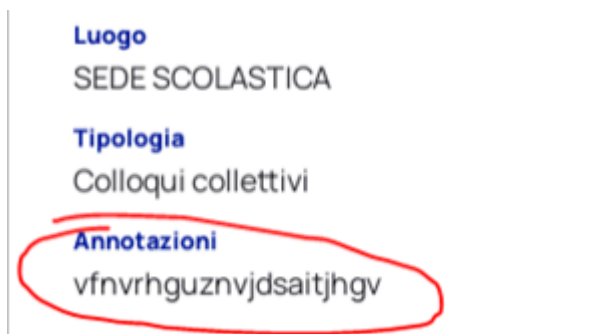 Luogo
SEDE SCOLASTICA
Tipologia
Colloqui collettivi
Annotazioni
vfnvrhguznvjdsaitjhgv